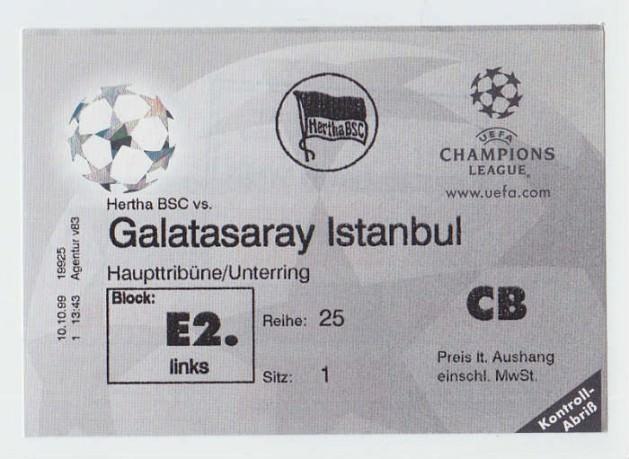 Hertha BSC
UEFA
CHAMPIONS
LEAGUE®
www.uefa.com
Hertha BSC vs.
Galatasaray Istanbul
Haupttribüne/Unterring
Block:
E2.
links
Reihe: 25
Sitz: 1
CB
Preis lt. Aushang
einschl. MwSt.
Kontroll-
Abriß
10.10.99 19925
1 13:43 Agentur v83